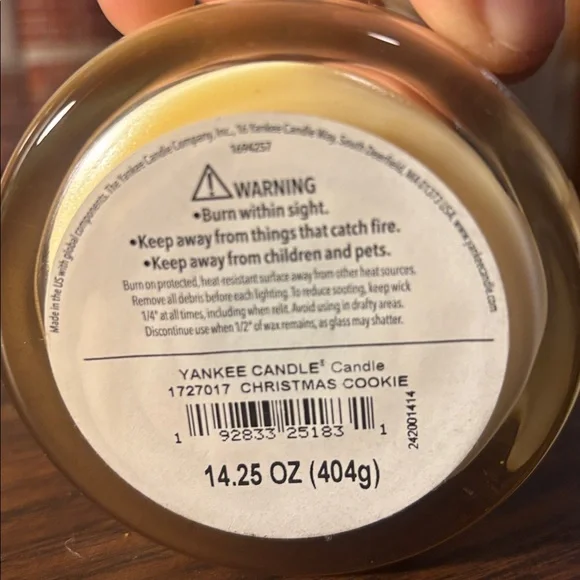 Made in the US with global components. The Yankee Candle Company, Inc., 16 Yankee Candle Way, South Deerfield, MA 01373 USA. www.yankeecandle.com
1694257
WARNING
•Burn within sight.
•Keep away from things that catch fire.
•Keep away from children and pets.
Burn on protected, heat-resistant surface away from other heat sources.
Remove all debris before each lighting. To reduce sooting, keep wick
1/4" at all times, including when relit. Avoid using in drafty areas.
Discontinue use when 1/2" of wax remains, as glass may shatter.
YANKEE CANDLE® Candle
1727017 CHRISTMAS COOKIE
1 92833 25183 1
242001414
14.25 OZ (404g)